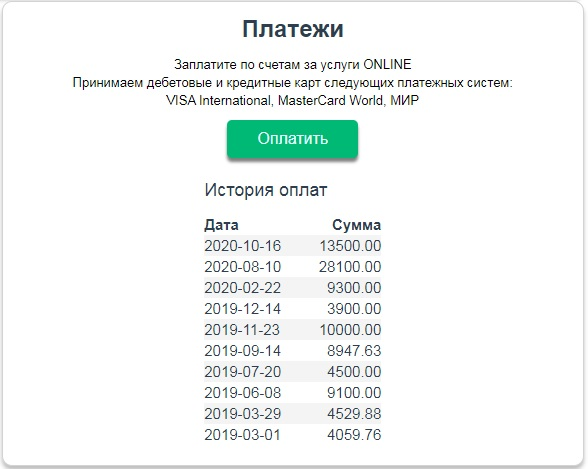 Платежи
Заплатите по счетам за услуги ONLINE
Принимаем дебетовые и кредитные карт следующих платежных систем:
VISA International, MasterCard World, МИР
Оплатить
История оплат
Дата Сумма
2020-10-16 13500.00
2020-08-10 28100.00
2020-02-22 9300.00
2019-12-14 3900.00
2019-11-23 10000.00
2019-09-14 8947.63
2019-07-20 4500.00
2019-06-08 9100.00
2019-03-29 4529.88
2019-03-01 4059.76